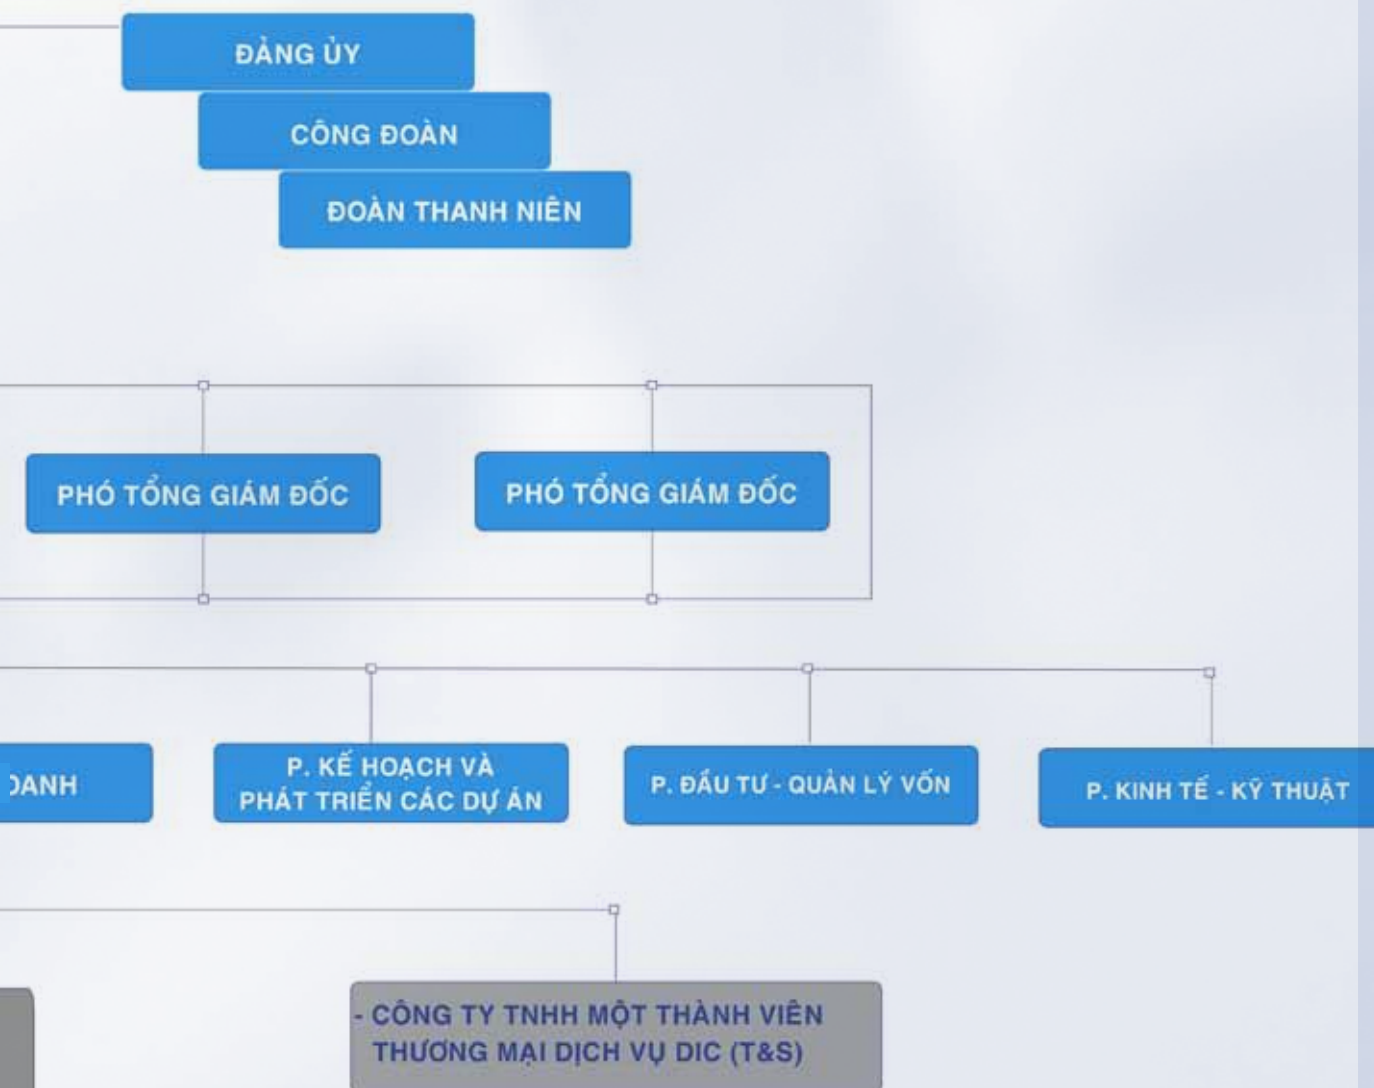 ĐẢNG ỦY
CÔNG ĐOÀN
ĐOÀN THANH NIÊN
PHÓ TỔNG GIÁM ĐỐC
PHÓ TỔNG GIÁM ĐỐC
P. KẾ HOẠCH VÀ
PHÁT TRIỂN CÁC DỰ ÁN
P. ĐẦU TƯ - QUẢN LÝ VỐN
P. KINH TẾ - KỸ THUẬT
- CÔNG TY TNHH MỘT THÀNH VIÊN
THƯƠNG MẠI DỊCH VỤ DIC (T&S)